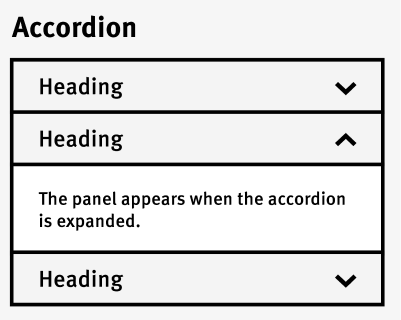 Accordion
Heading
Heading
The panel appears when the accordion
is expanded.
Heading